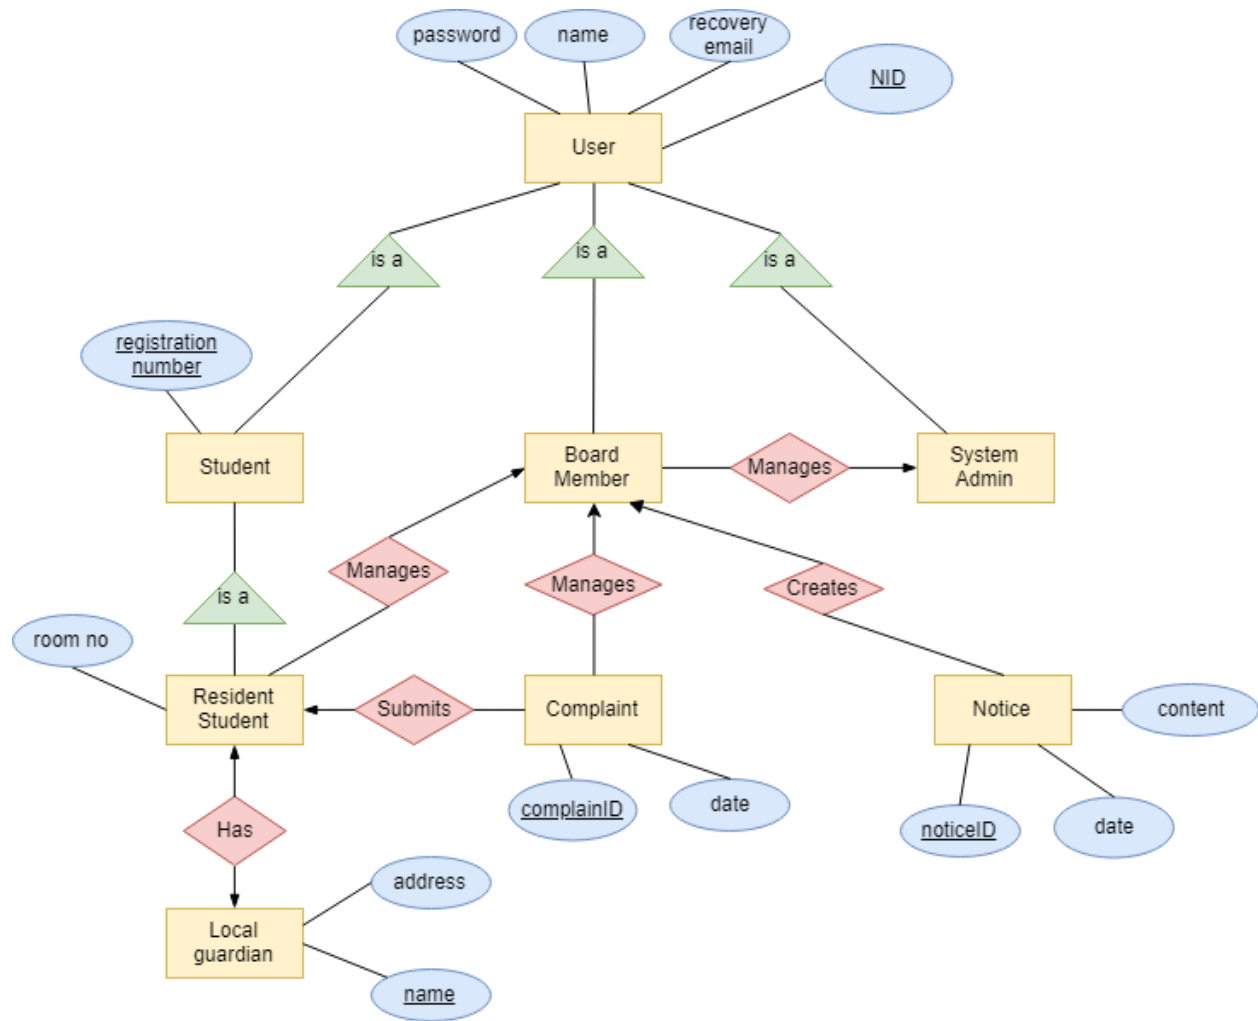 password
name
recovery
email
NID
User
is a
is a
is a
registration
number
Student
Board
Member
Manages
System
Admin
Manages
Manages
Creates
is a
room no
Resident
Student
Submits
Complaint
Notice
content
complainID
date
noticeID
date
Has
address
Local
guardian
name